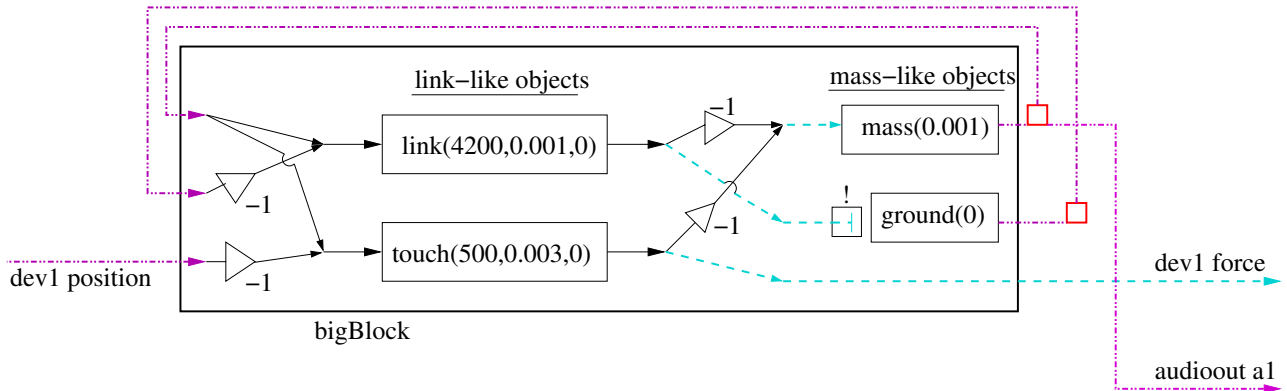 link−like objects
mass−like objects
−1
link(4200,0.001,0)
mass(0.001)
−1
!
−1
ground(0)
touch(500,0.003,0)
dev1 position
−1
dev1 force
bigBlock
audioout a1